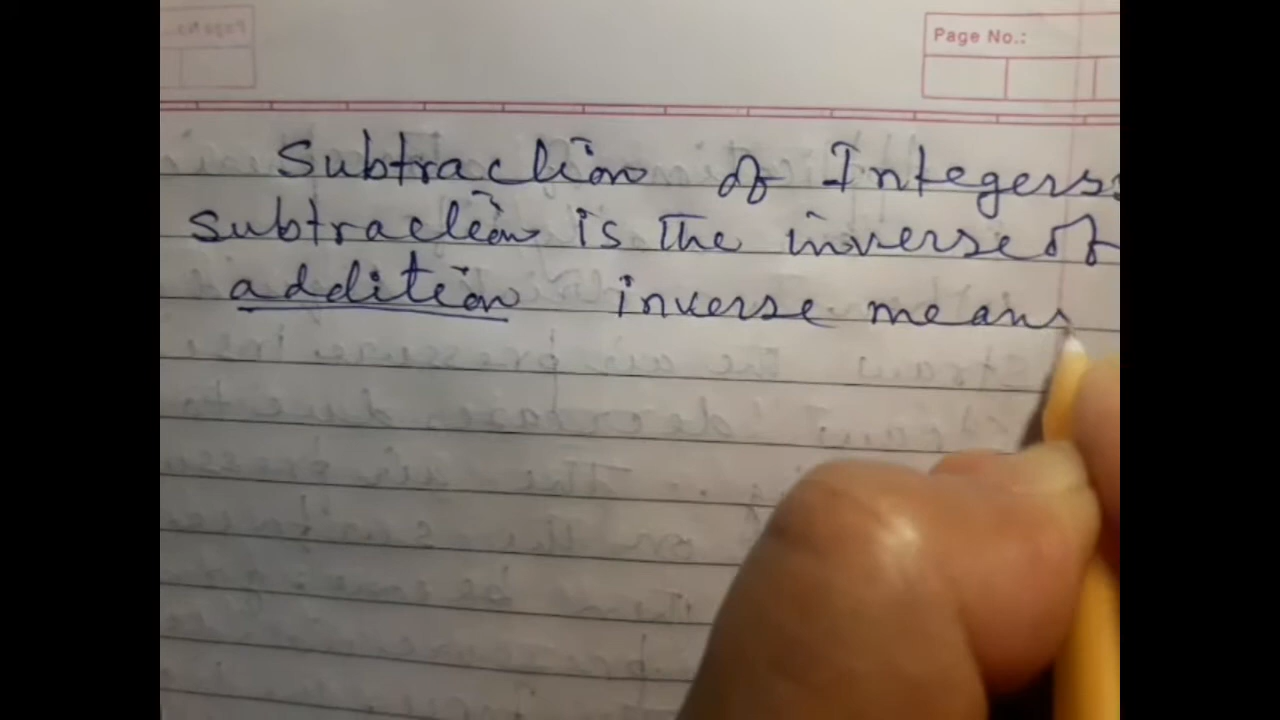 Page No.:
Subtraction of Integers:
subtraction is the inverse of
addition inverse means